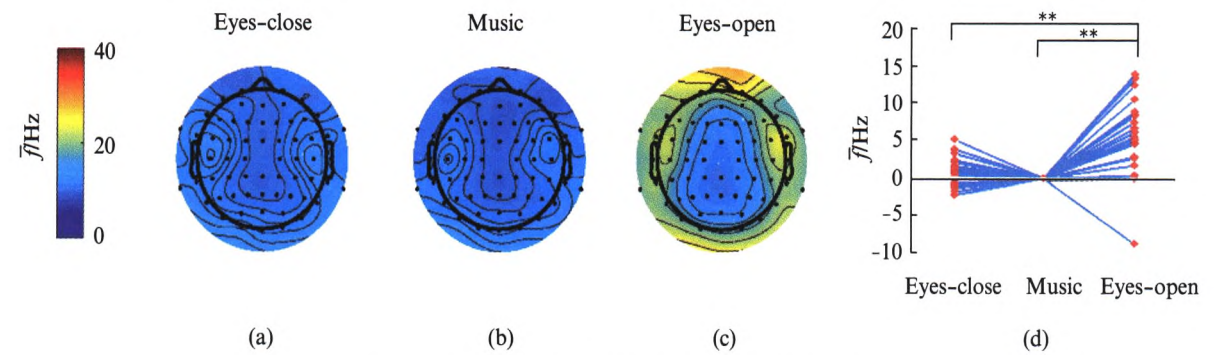 Eyes-close
Music
Eyes-open
40
20
0
f̄/Hz
20
15
10
5
0
-5
-10
f̄/Hz
**
**
Eyes-close
Music
Eyes-open
(a)
(b)
(c)
(d)